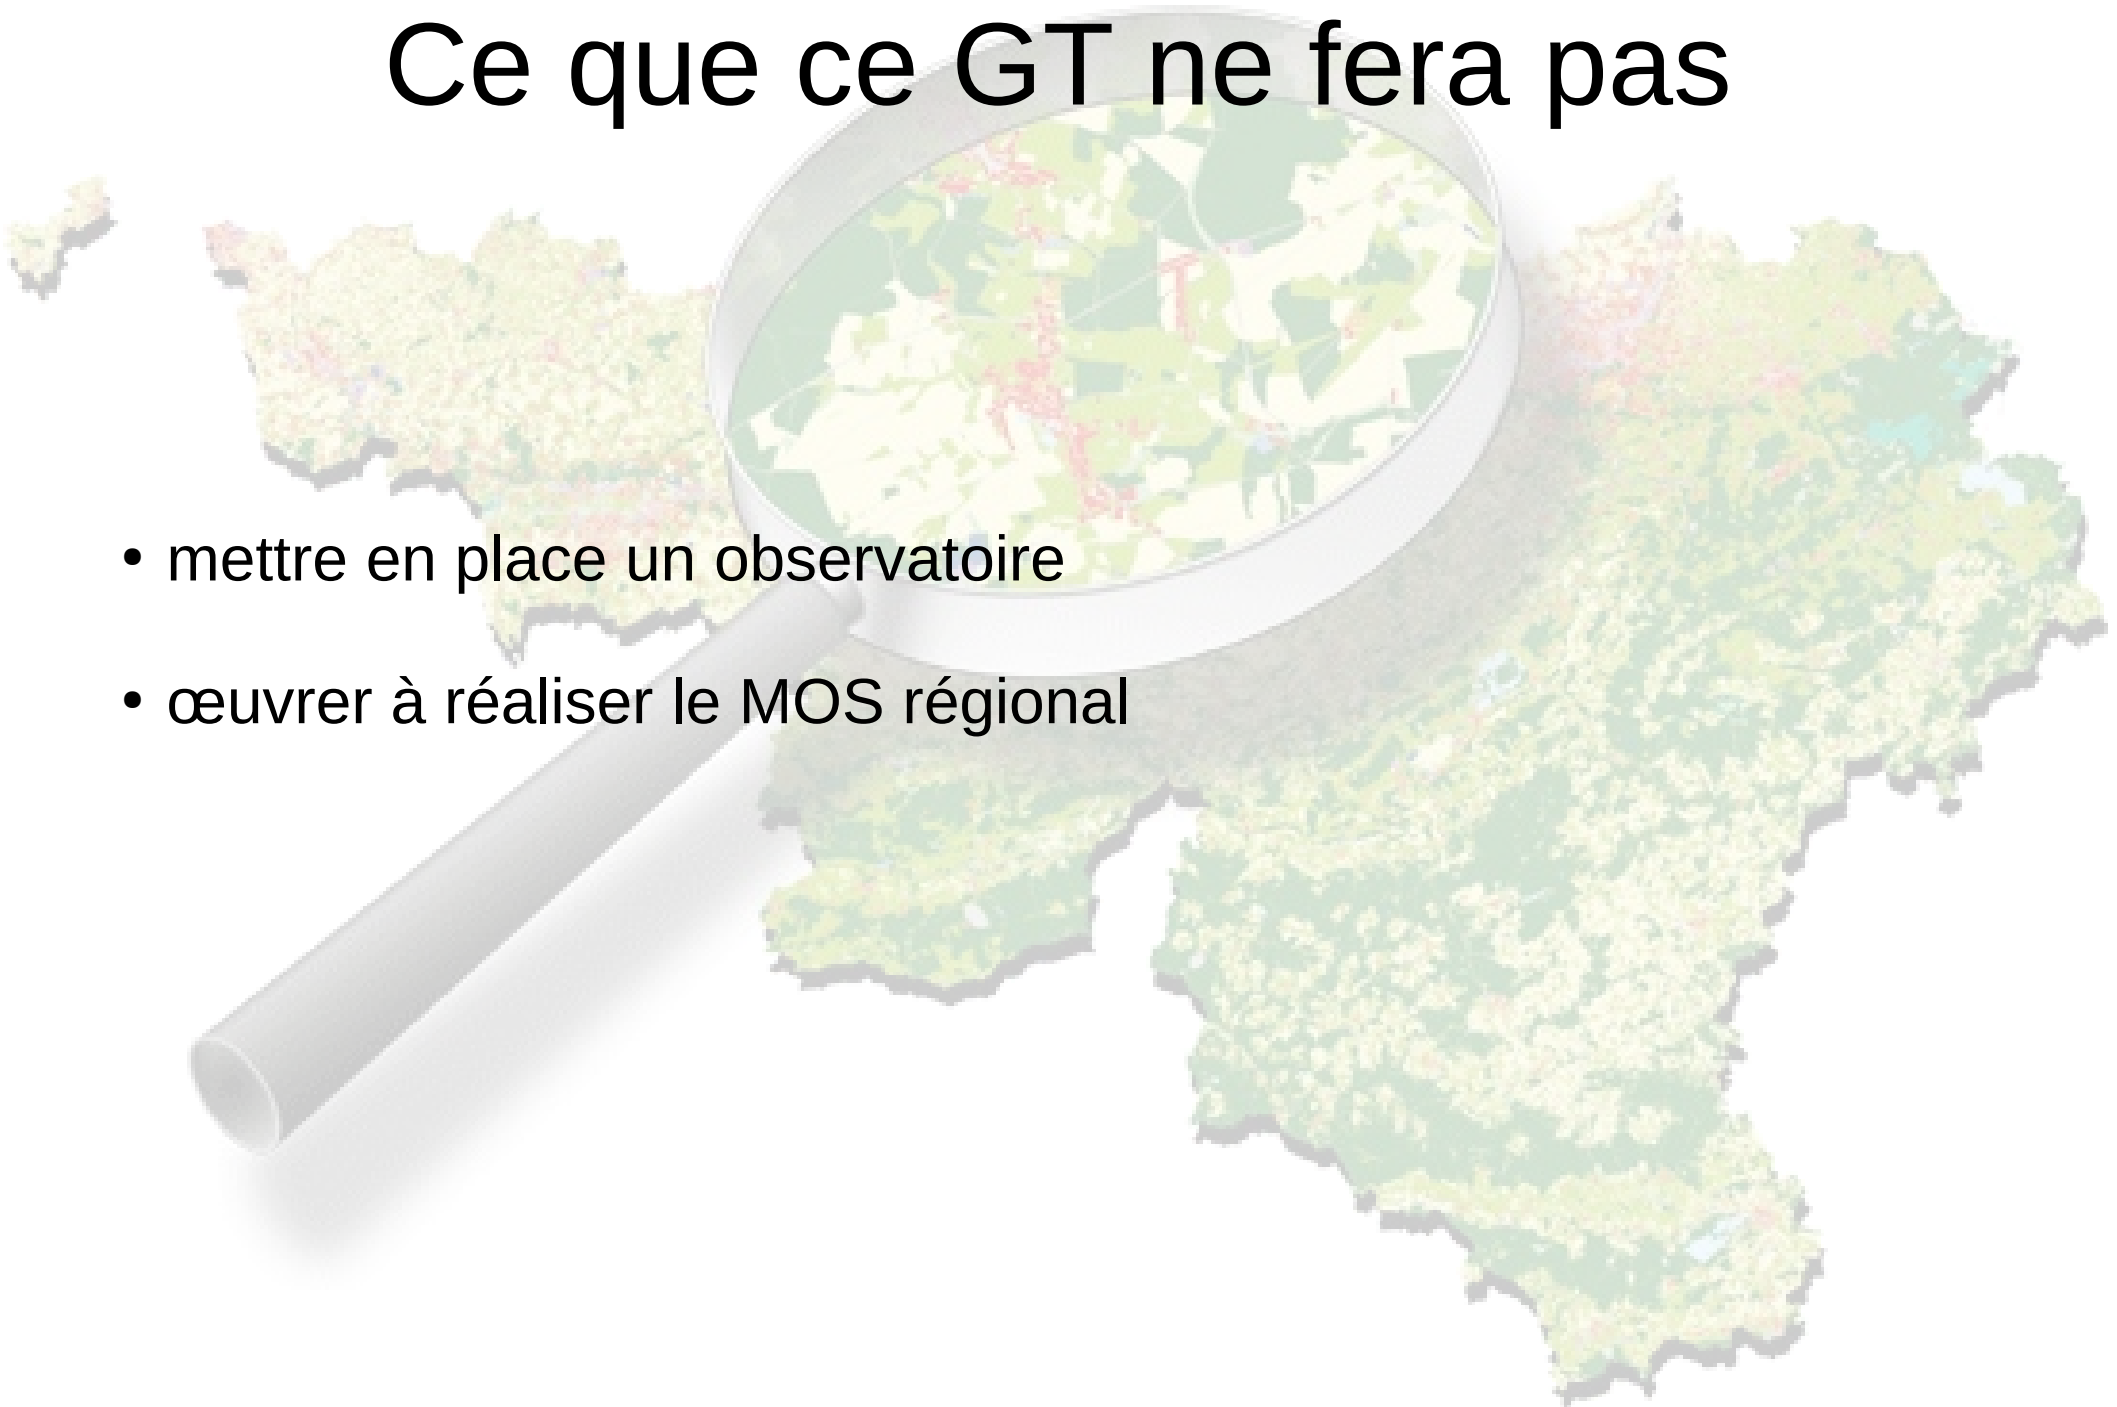 Ce que ce GT ne fera pas
• mettre en place un observatoire
• œuvrer à réaliser le MOS régional